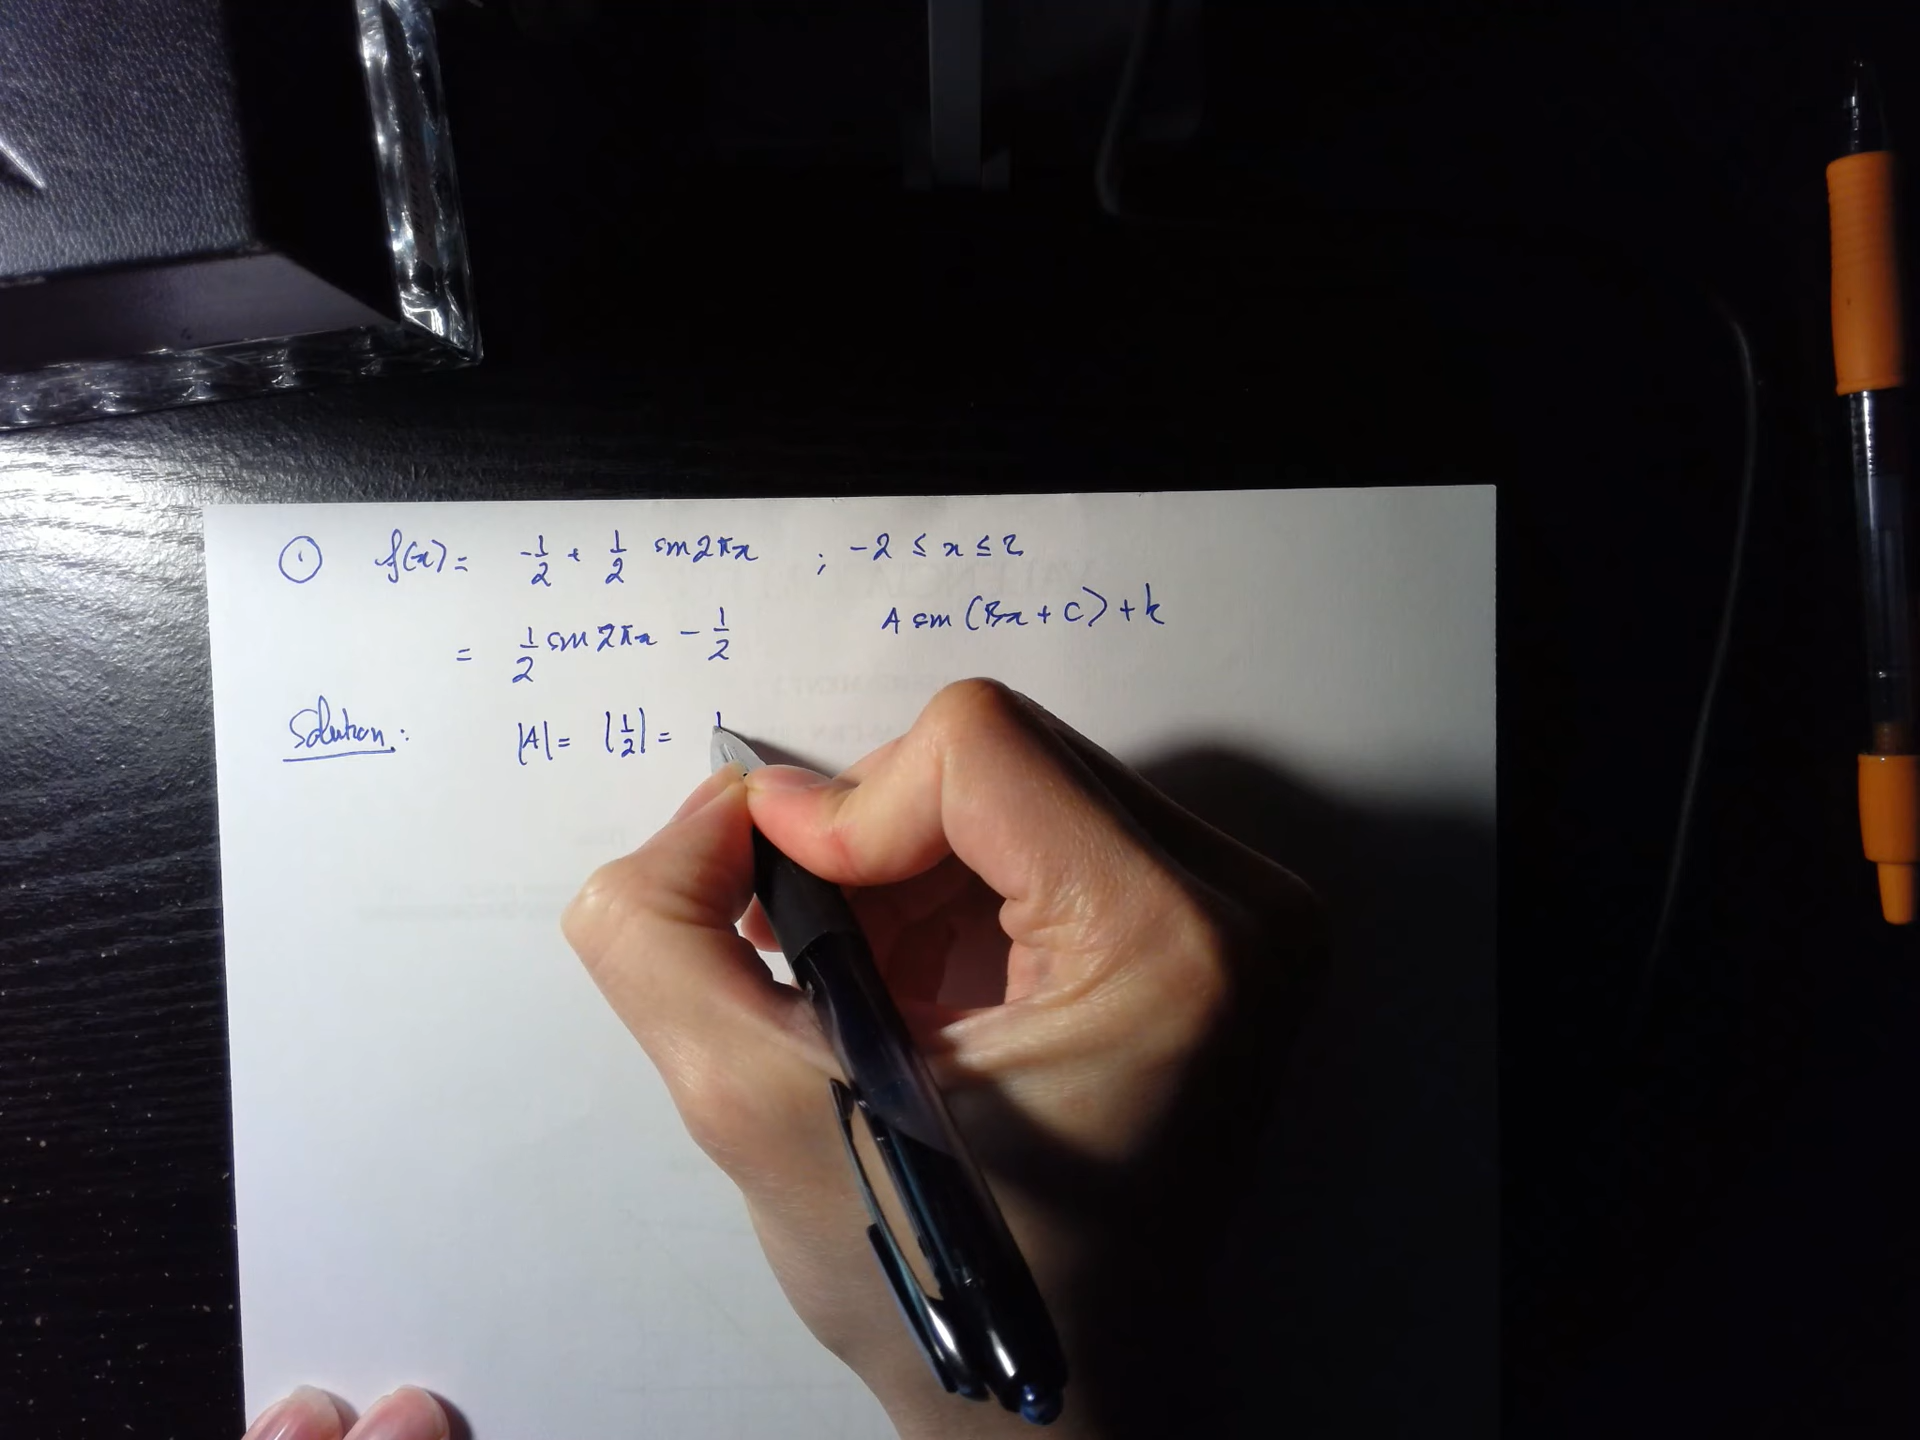 ① f(x) = -1/2 + 1/2 sin 2πx ; -2 ≤ x ≤ 2
= 1/2 sin 2πx - 1/2 A sin (Bx + C) + k
Solution: |A| = |1/2| = 1